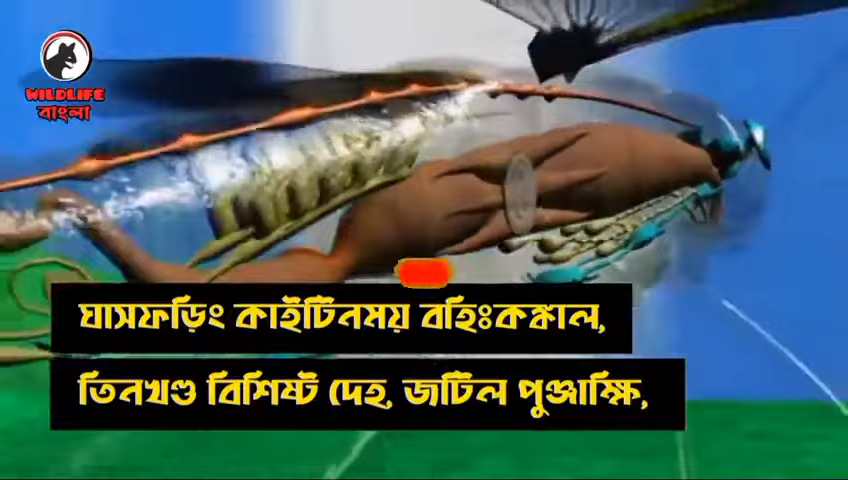 WILDLIFE
বাংলা
ঘাসফড়িং কাইটিনময় বহিঃকঙ্কাল,
তিনখণ্ড বিশিষ্ট দেহ, জটিল পুঞ্জাক্ষি,